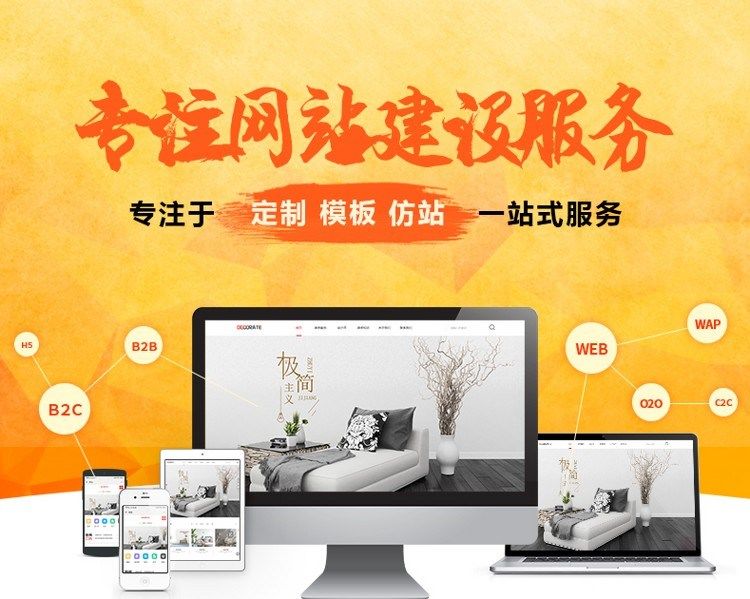 专注网站建设服务
专注于 定制 模板 仿站 一站式服务
H5
B2B
B2C
WEB
WAP
O2O
C2C
DECORATE
极简
主义